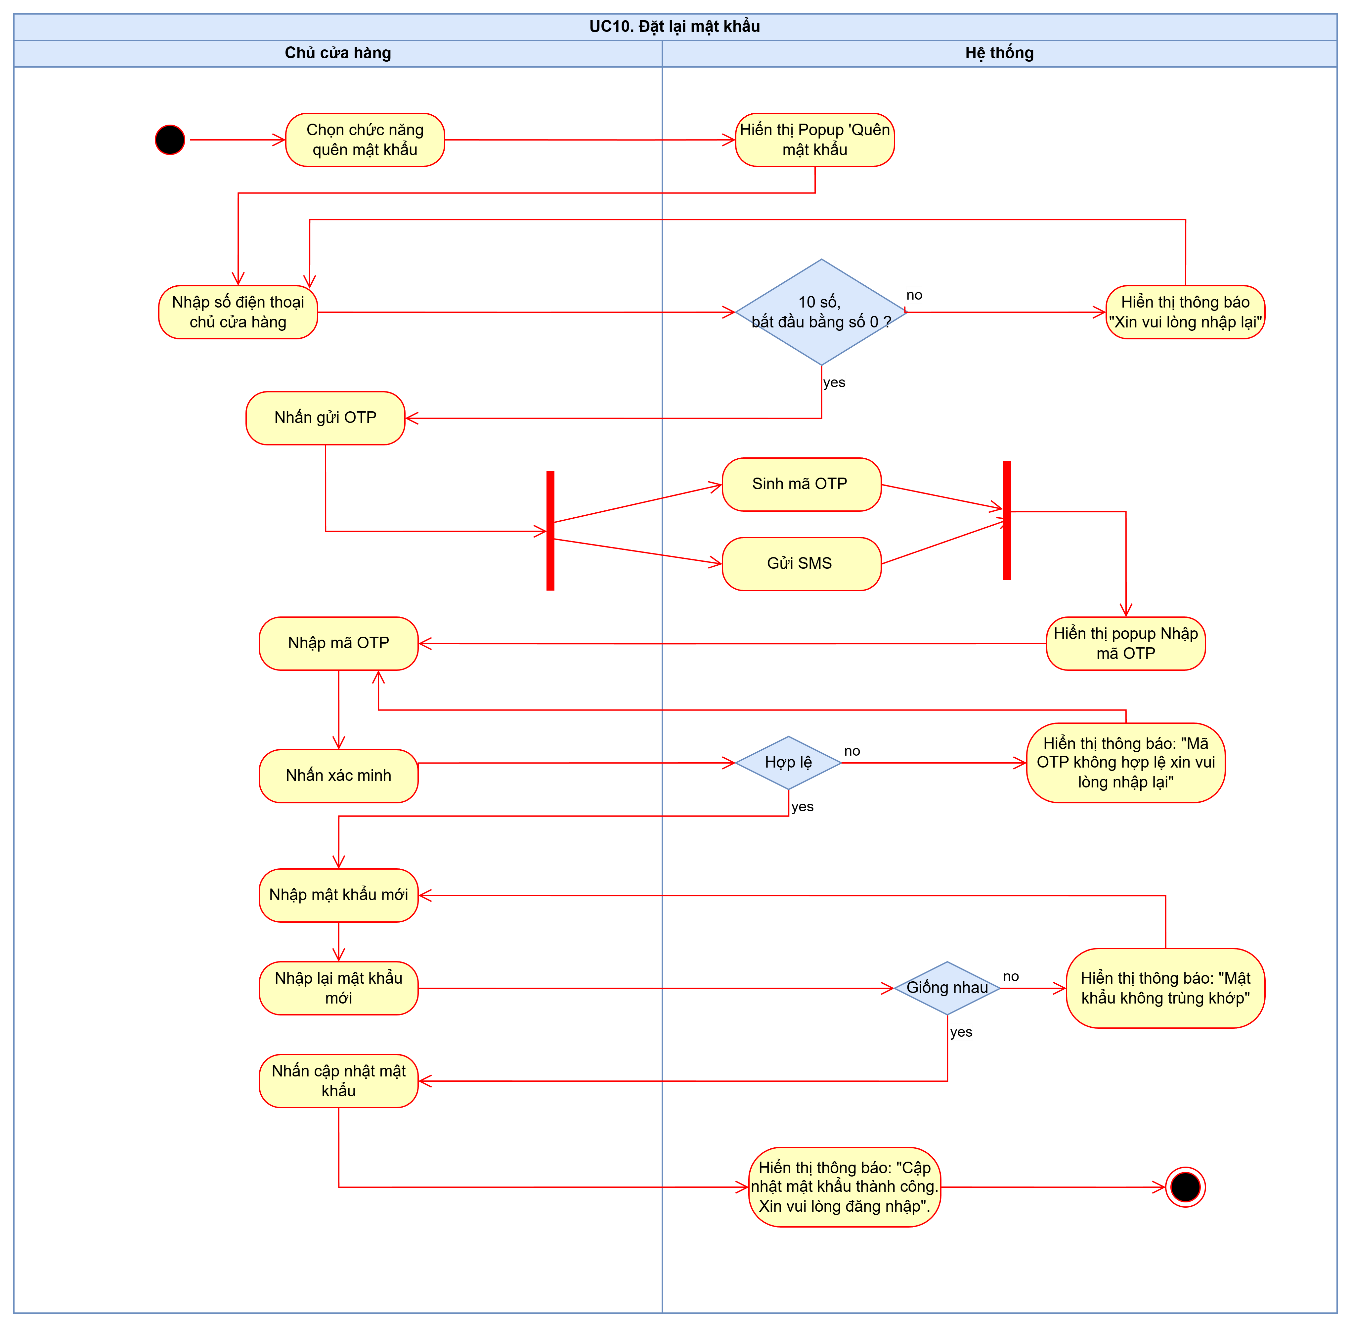 UC10. Đặt lại mật khẩu
Chủ cửa hàng
Hệ thống
Chọn chức năng
quên mật khẩu
Hiển thị Popup 'Quên
mật khẩu
Nhập số điện thoại
chủ cửa hàng
10 số,
bắt đầu bằng số 0 ?
no
Hiển thị thông báo
"Xin vui lòng nhập lại"
yes
Nhấn gửi OTP
Sinh mã OTP
Gửi SMS
Nhập mã OTP
Hiển thị popup Nhập
mã OTP
Nhấn xác minh
Hợp lệ
no
Hiển thị thông báo: "Mã
OTP không hợp lệ xin vui
lòng nhập lại"
yes
Nhập mật khẩu mới
Nhập lại mật khẩu
mới
Giống nhau
no
Hiển thị thông báo: "Mật
khẩu không trùng khớp"
yes
Nhấn cập nhật mật
khẩu
Hiển thị thông báo: "Cập
nhật mật khẩu thành công.
Xin vui lòng đăng nhập".